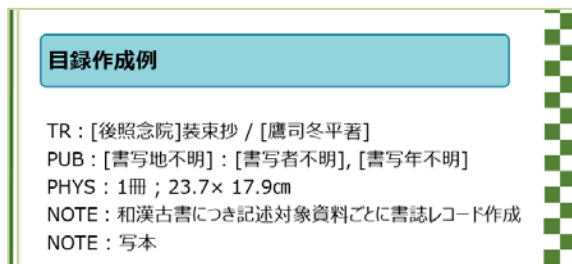 目録作成例
TR：[後照念院]装束抄 / [鷹司冬平著]
PUB：[書写地不明]：[書写者不明], [書写年不明]
PHYS：1冊 ; 23.7× 17.9㎝
NOTE：和漢古書につき記述対象資料ごとに書誌レコード作成
NOTE：写本